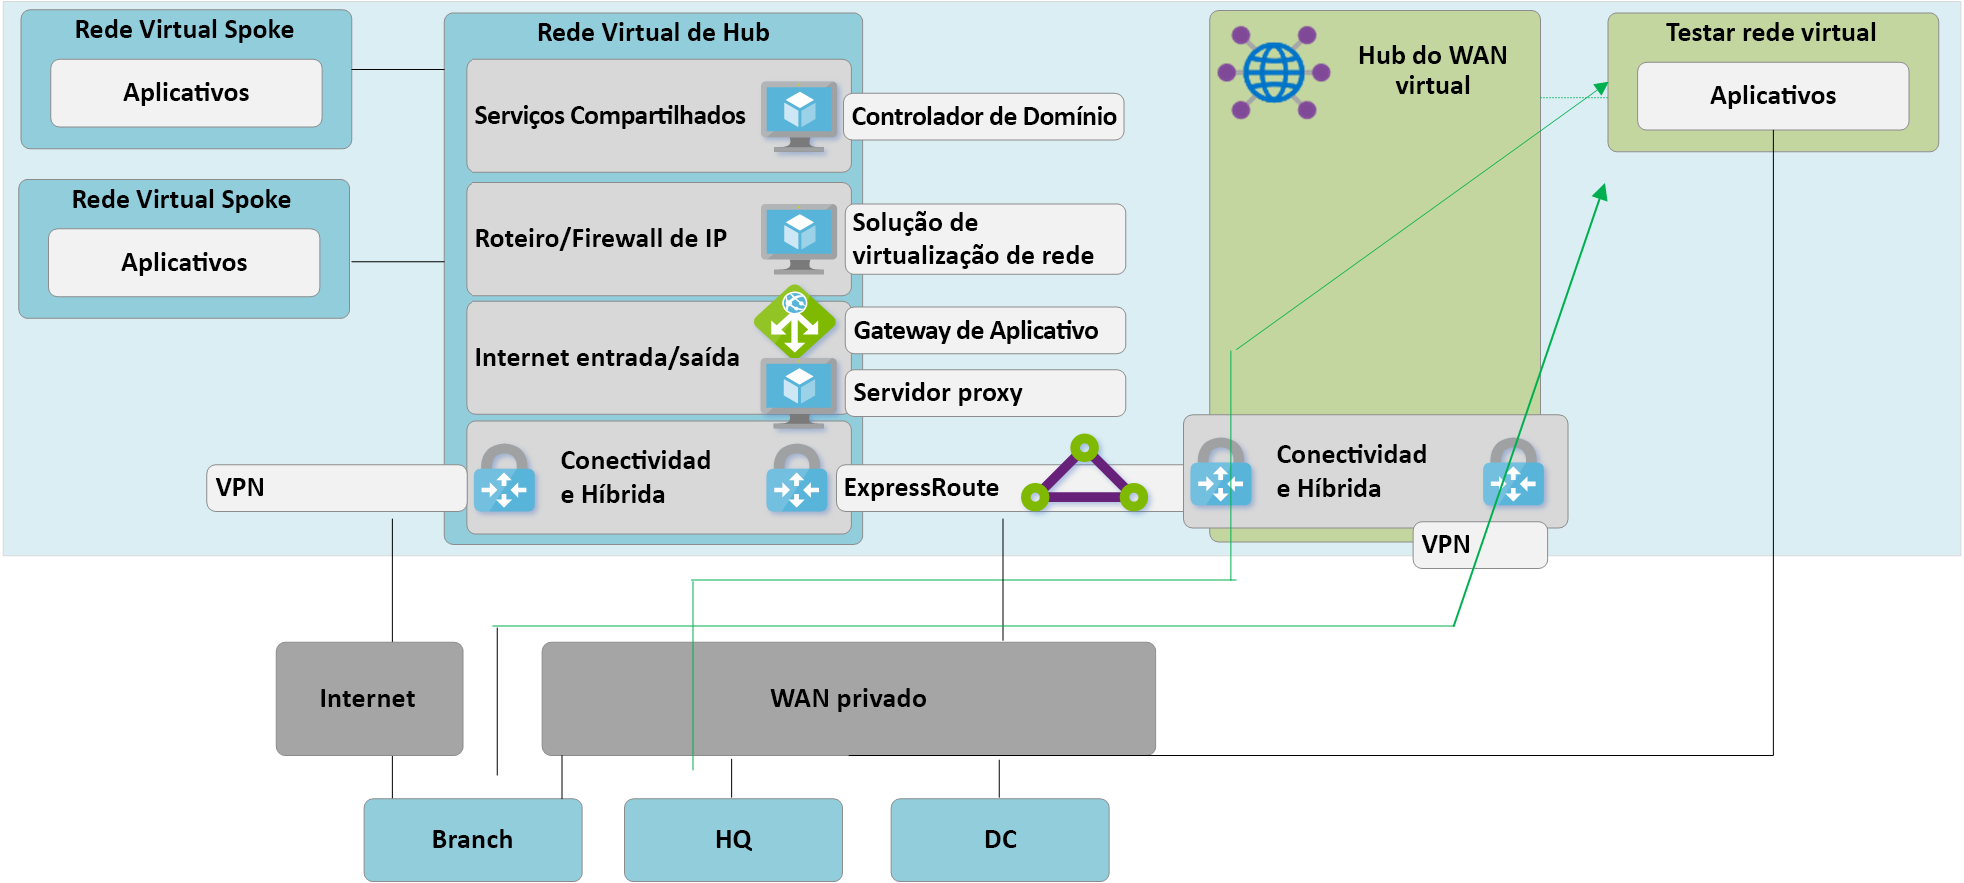 Rede Virtual Spoke
Aplicativos
Rede Virtual Spoke
Aplicativos
Rede Virtual de Hub
Serviços Compartilhados
Controlador de Domínio
Roteiro/Firewall de IP
Solução de
virtualização de rede
Internet entrada/saída
Gateway de Aplicativo
Servidor proxy
VPN
Conectividad
e Híbrida
ExpressRoute
Hub do WAN
virtual
Conectividad
e Híbrida
VPN
Testar rede virtual
Aplicativos
Internet
WAN privado
Branch
HQ
DC